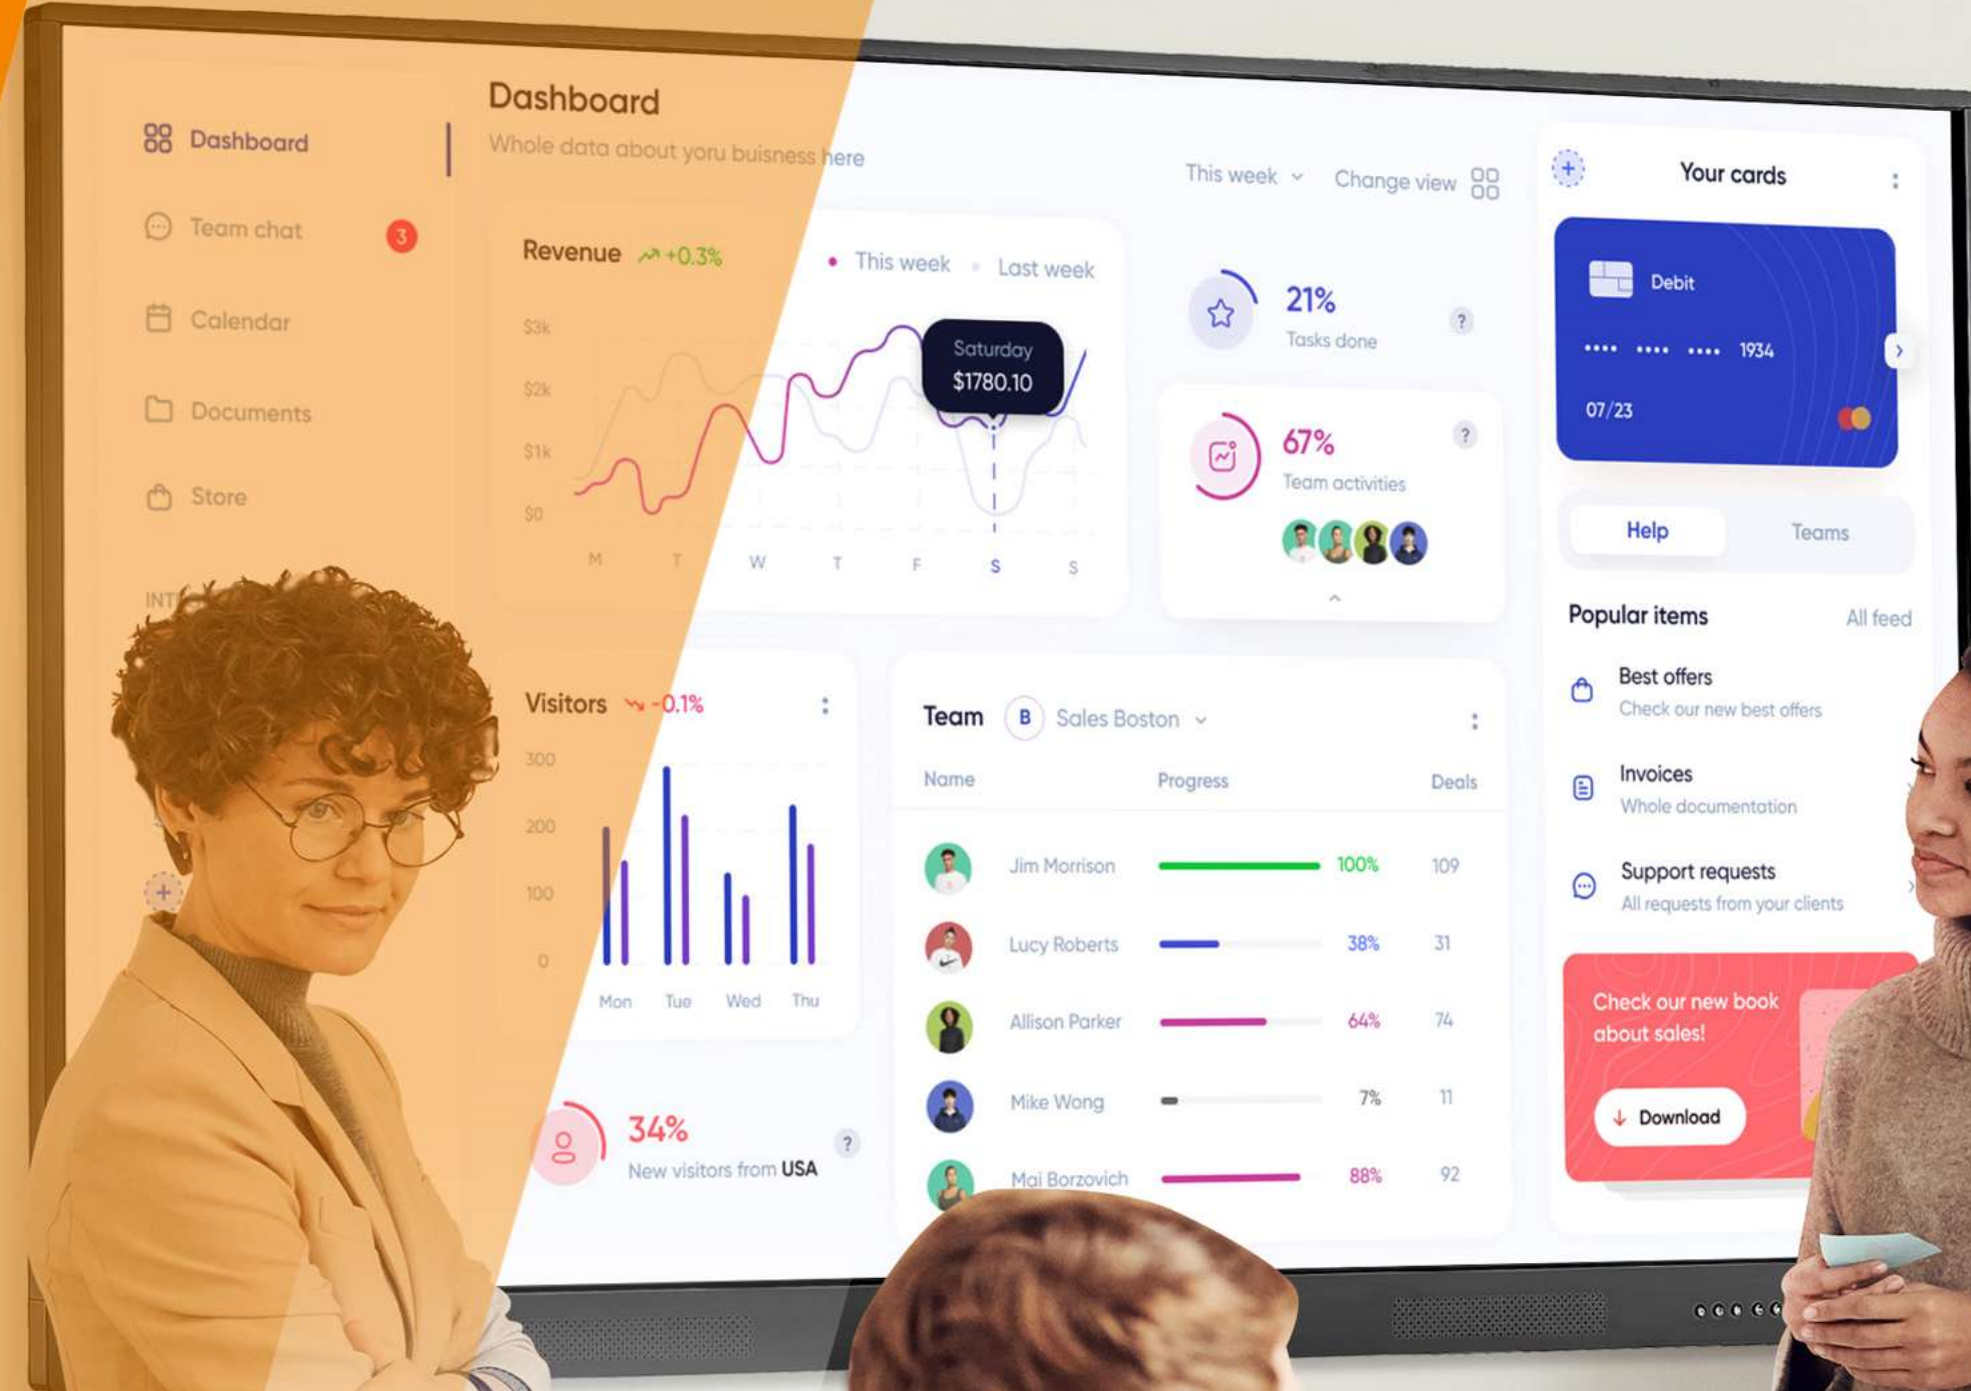 Dashboard
Team chat
3
Calendar
Documents
Store
Dashboard
Whole data about yoru buisness here
This week
Change view
Revenue +0.3%
This week
Last week
$3k
$2k
$1k
$0
Saturday
$1780.10
M T W T F S S
21%
Tasks done
?
67%
Team activities
?
Visitors -0.1%
300
200
100
0
Mon Tue Wed Thu
34%
New visitors from USA
?
Team B Sales Boston
Name Progress Deals
Jim Morrison 100% 109
Lucy Roberts 38% 31
Allison Parker 64% 74
Mike Wong 7% 11
Mai Borzovich 88% 92
Your cards
Debit
•••• •••• •••• 1934
07/23
Help
Teams
Popular items
All feed
Best offers
Check our new best offers
Invoices
Whole documentation
Support requests
All requests from your clients
Check our new book
about sales!
Download